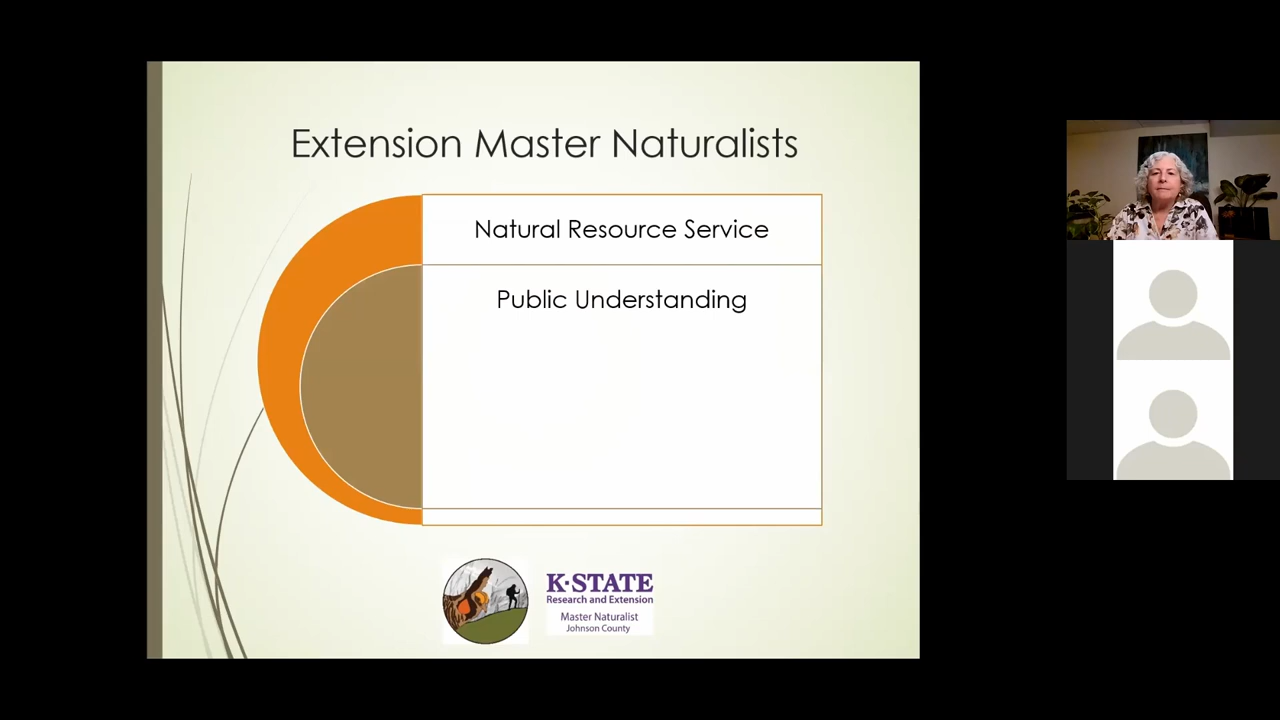 Extension Master Naturalists
Natural Resource Service
Public Understanding
K·STATE
Research and Extension
Master Naturalist
Johnson County